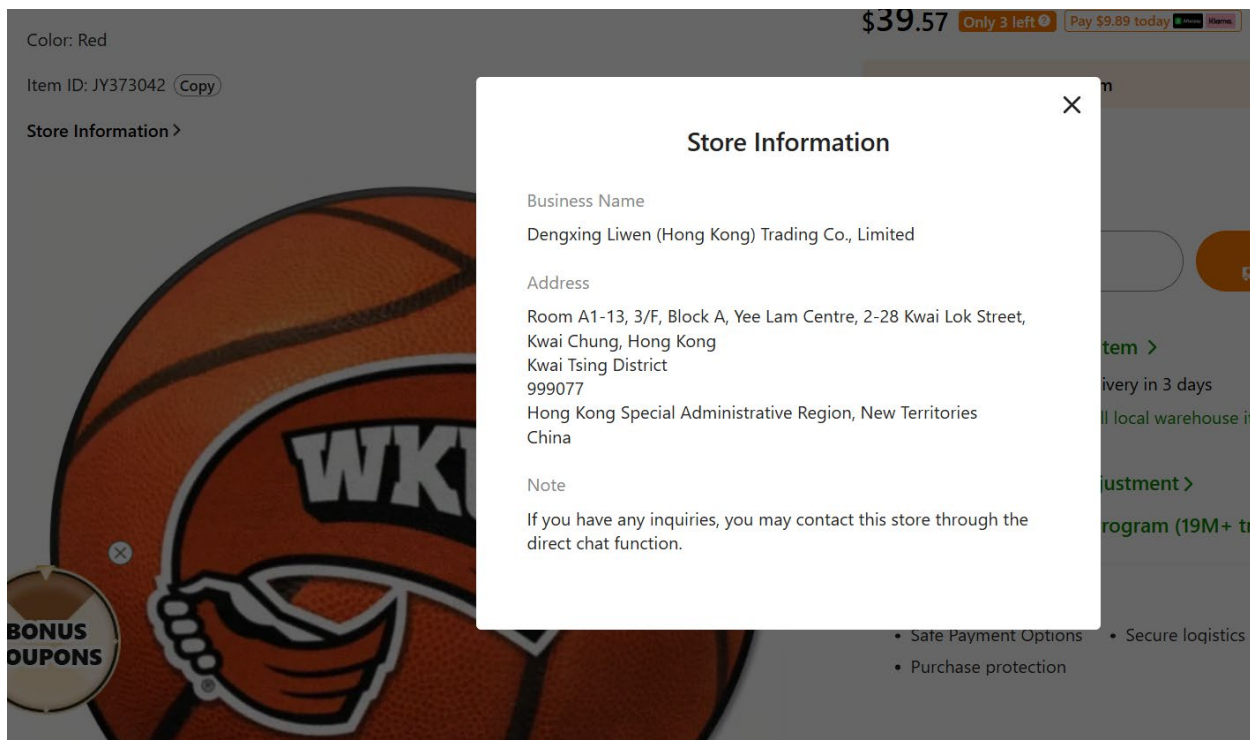 Color: Red
Item ID: JY373042 Copy
Store Information >
$39.57 Only 3 left Pay $9.89 today Klarna.
Store Information
Business Name
Dengxing Liwen (Hong Kong) Trading Co., Limited
Address
Room A1-13, 3/F, Block A, Yee Lam Centre, 2-28 Kwai Lok Street,
Kwai Chung, Hong Kong
Kwai Tsing District
999077
Hong Kong Special Administrative Region, New Territories
China
Note
If you have any inquiries, you may contact this store through the
direct chat function.
WK
BONUS
OUPONS
tem >
ivery in 3 days
ll local warehouse
justment >
rogram (19M+
• Safe Payment Options • Secure logistics
• Purchase protection